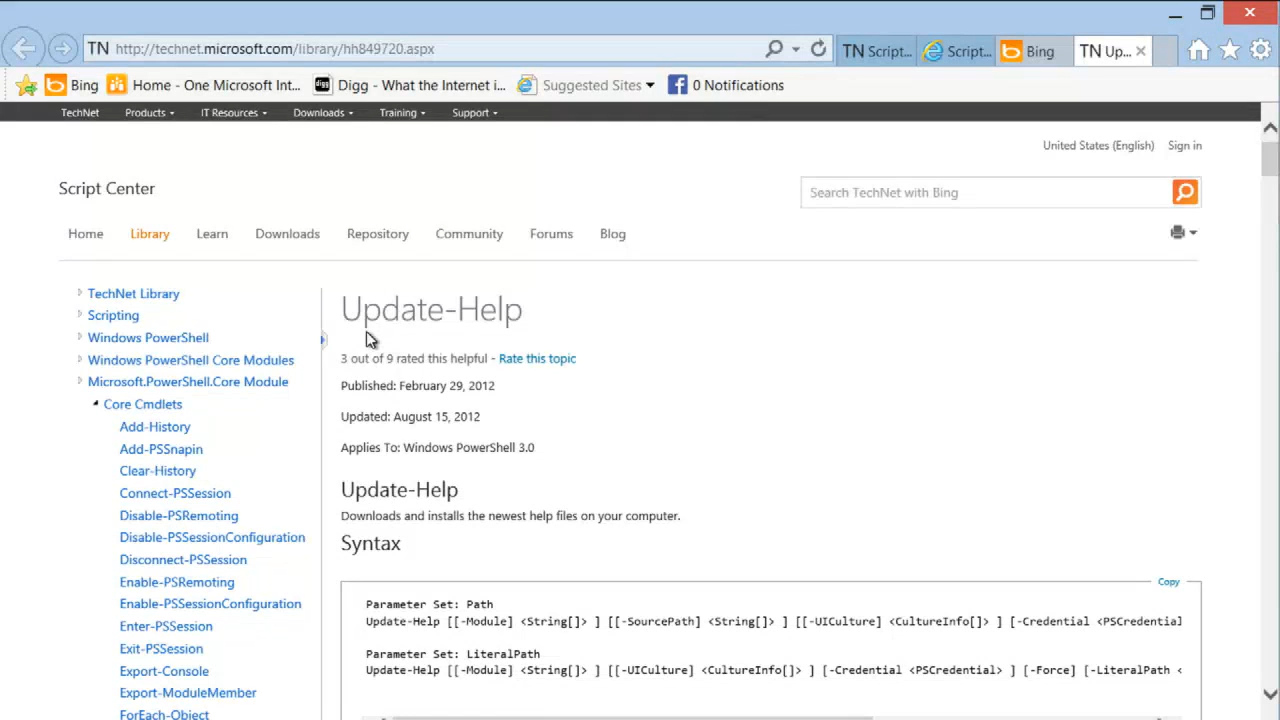 TN http://technet.microsoft.com/library/hh849720.aspx
TN Script...
Script...
Bing
TN Up...
Bing
Home - One Microsoft Int...
digg
Digg - What the Internet i...
Suggested Sites
0 Notifications
TechNet
Products
IT Resources
Downloads
Training
Support
United States (English)
Sign in
Script Center
Search TechNet with Bing
Home
Library
Learn
Downloads
Repository
Community
Forums
Blog
TechNet Library
Scripting
Windows PowerShell
Windows PowerShell Core Modules
Microsoft.PowerShell.Core Module
Core Cmdlets
Add-History
Add-PSSnapin
Clear-History
Connect-PSSession
Disable-PSRemoting
Disable-PSSessionConfiguration
Disconnect-PSSession
Enable-PSRemoting
Enable-PSSessionConfiguration
Enter-PSSession
Exit-PSSession
Export-Console
Export-ModuleMember
ForEach-Object
Update-Help
3 out of 9 rated this helpful - Rate this topic
Published: February 29, 2012
Updated: August 15, 2012
Applies To: Windows PowerShell 3.0
Update-Help
Downloads and installs the newest help files on your computer.
Syntax
Copy
Parameter Set: Path
Update-Help [[-Module] <String[]> ] [[-SourcePath] <String[]> ] [[-UICulture] <CultureInfo[]> ] [-Credential <PSCredential
Parameter Set: LiteralPath
Update-Help [[-Module] <String[]> ] [[-UICulture] <CultureInfo[]> ] [-Credential <PSCredential> ] [-Force] [-LiteralPath <